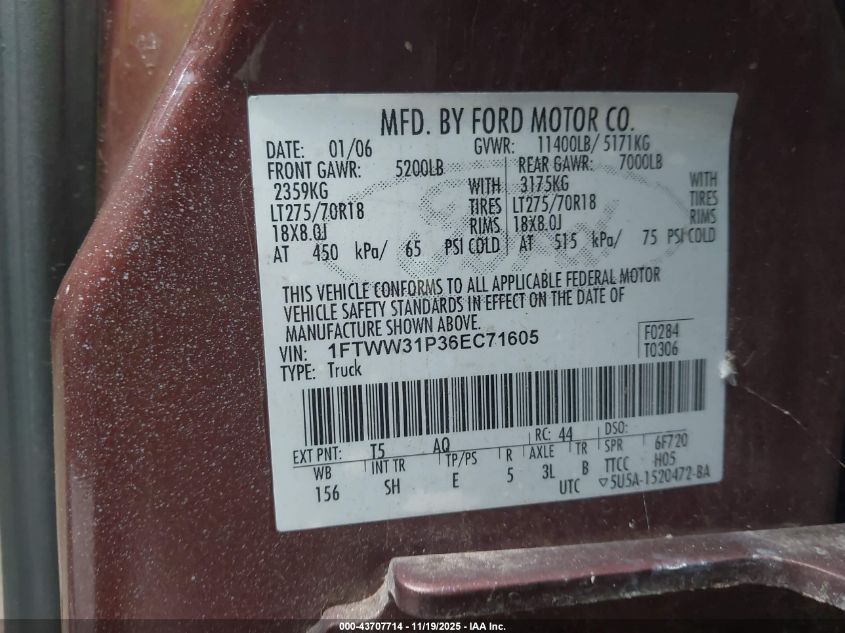 MFD. BY FORD MOTOR CO.
DATE: 01/06 GVWR: 11400LB/ 5171KG
FRONT GAWR: 5200LB REAR GAWR: 7000LB
2359KG WITH 3175KG WITH
LT275/70R18 TIRES LT275/70R18 TIRES
18X8.0J RIMS 18X8.0J RIMS
AT 450 kPa/ 65 PSI COLD AT 515 kPa/ 75 PSI COLD
Ford
THIS VEHICLE CONFORMS TO ALL APPLICABLE FEDERAL MOTOR
VEHICLE SAFETY STANDARDS IN EFFECT ON THE DATE OF
MANUFACTURE SHOWN ABOVE.
VIN: 1FTWW31P36EC71605 F0284
TYPE: Truck T0306
EXT PNT: T5 AQ RC: 44 DSO:
WB INT TR TP/PS R AXLE TR SPR 6F720
156 SH E 5 3L B TTCC H05
UTC ▽5U5A-1520472-BA
000-43707714 - 11/19/2025 - IAA Inc.